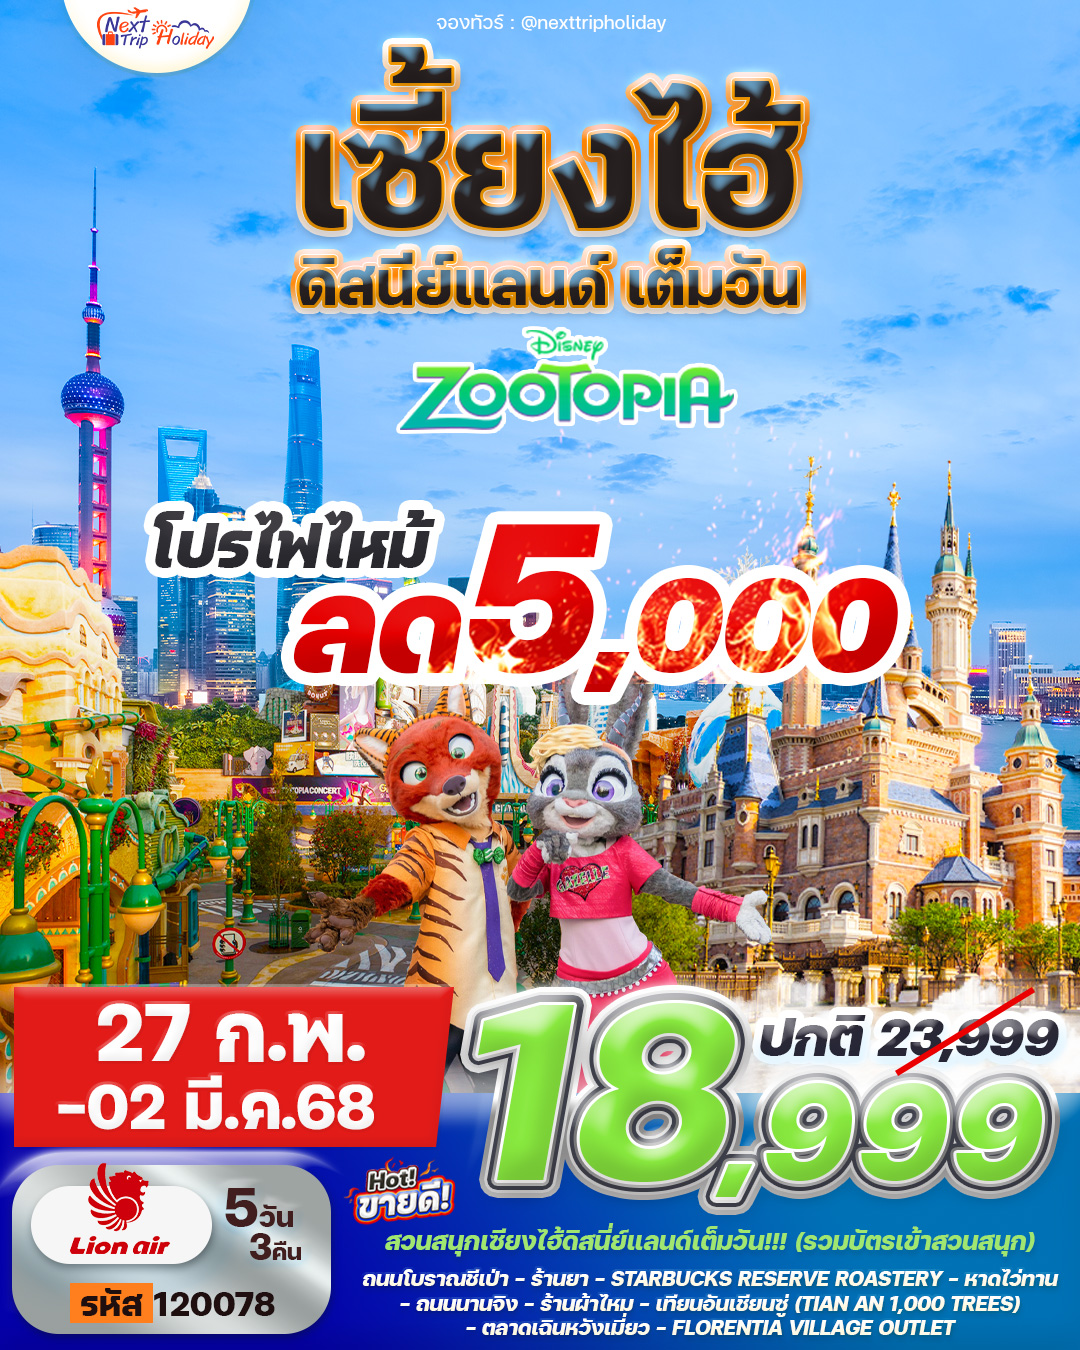 Next Trip Holiday
จองทัวร์ : @nexttripholiday
เซี้ยงไฮ้
ดิสนีย์แลนด์ เต็มวัน
Disney
ZOOTOPIA
โปรไฟไหม้
ลด 5,000
27 ก.พ.
-02 มี.ค.68
ปกติ 23,999
18,999
Lion air
5วัน
3คืน
รหัส 120078
Hot!
ขายดี!
สวนสนุกเซียงไฮ้ดิสนี่ย์แลนด์เต็มวัน!!! (รวมบัตรเข้าสวนสนุก)
ถนนโบราณชีเป่า - ร้านยา - STARBUCKS RESERVE ROASTERY - หาดไว่ทาน
- ถนนนานจิง - ร้านผ้าไหม - เทียนอันเชียนซู่ (TIAN AN 1,000 TREES)
- ตลาดเฉินหวังเมี่ยว - FLORENTIA VILLAGE OUTLET